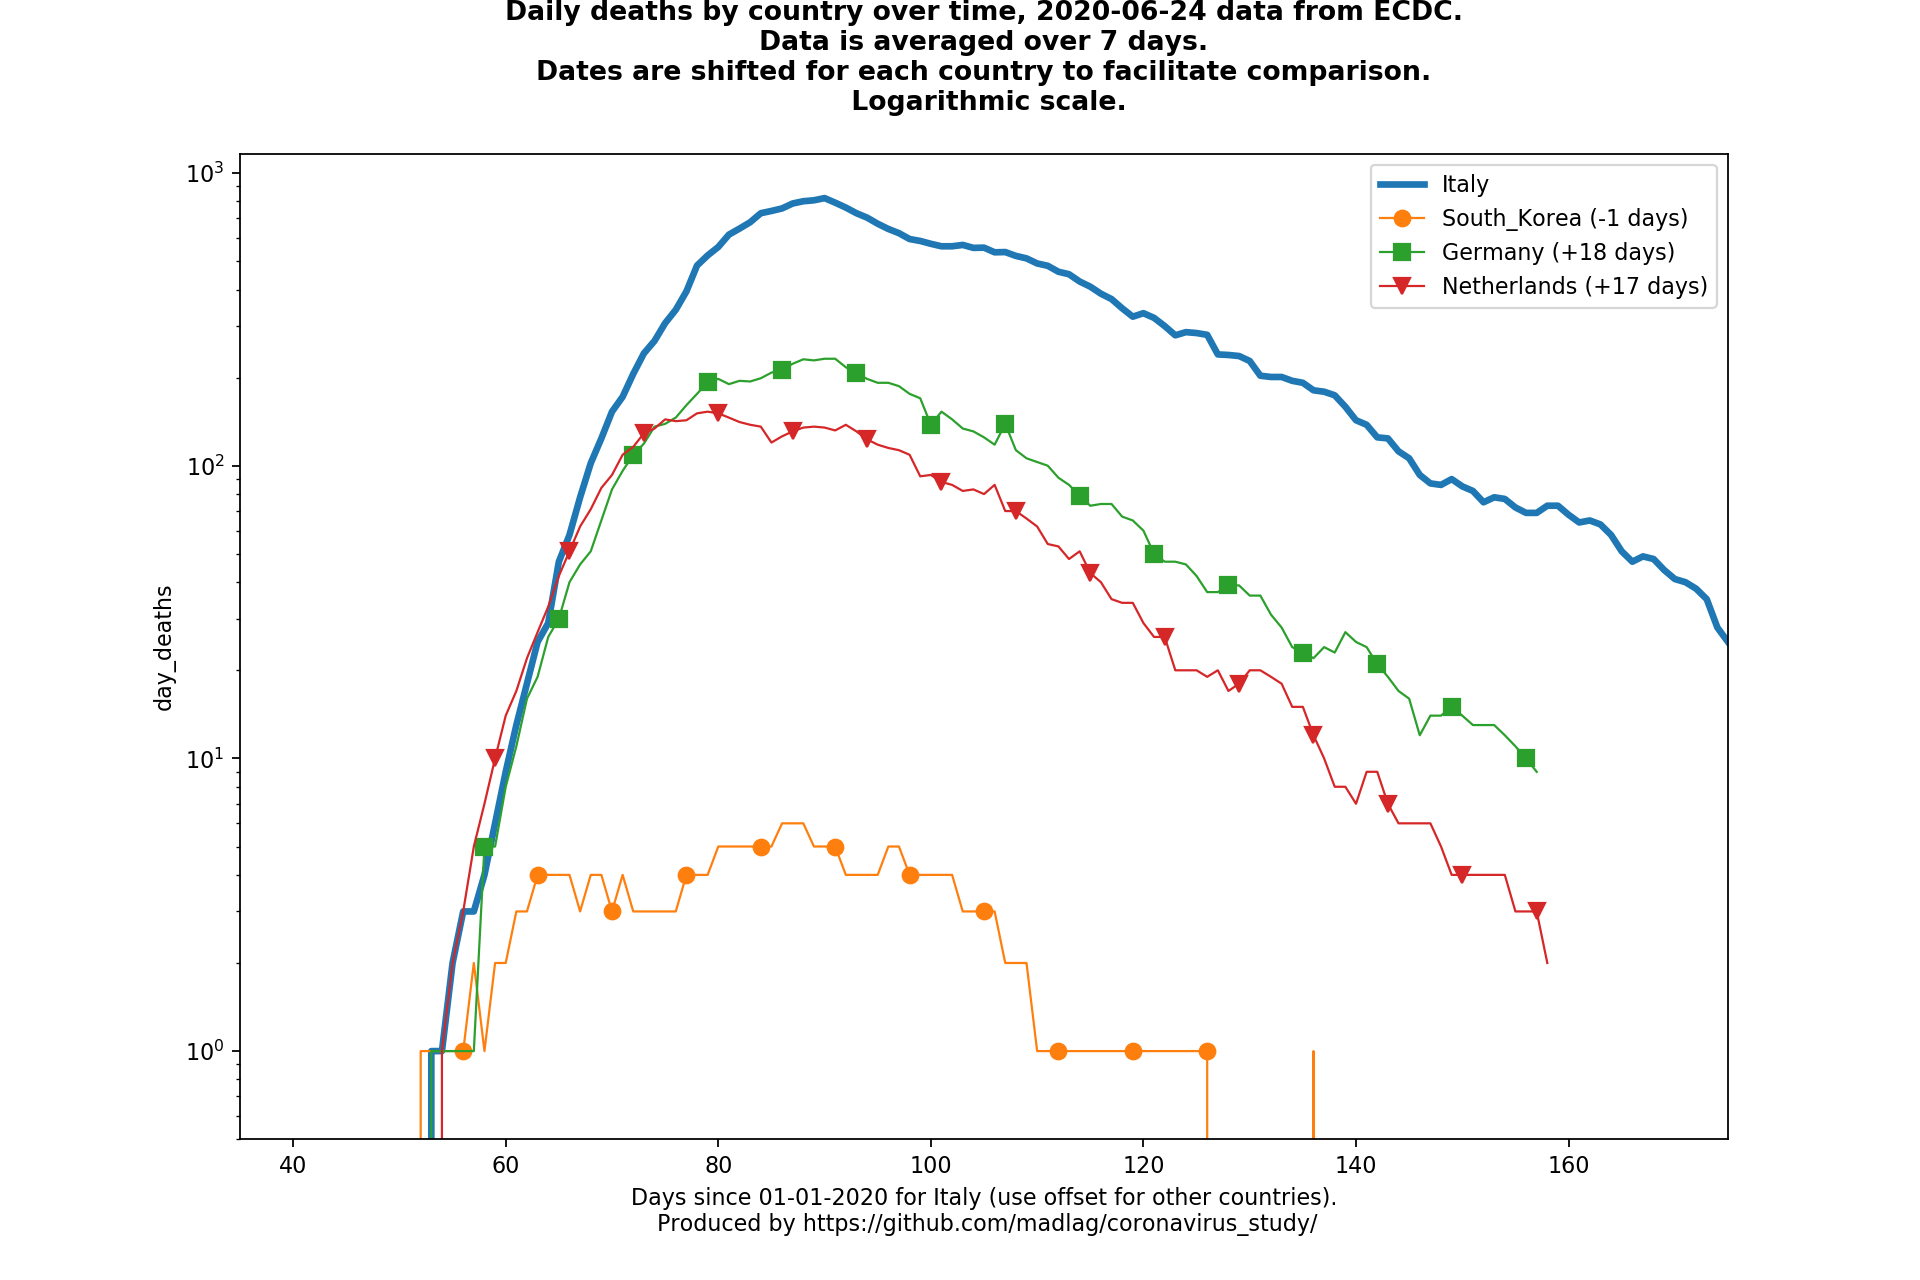 Daily deaths by country over time, 2020-06-24 data from ECDC.
Data is averaged over 7 days.
Dates are shifted for each country to facilitate comparison.
Logarithmic scale.
10³
10²
10¹
10⁰
day_deaths
Italy
South_Korea (-1 days)
Germany (+18 days)
Netherlands (+17 days)
40 60 80 100 120 140 160
Days since 01-01-2020 for Italy (use offset for other countries).
Produced by https://github.com/madlag/coronavirus_study/